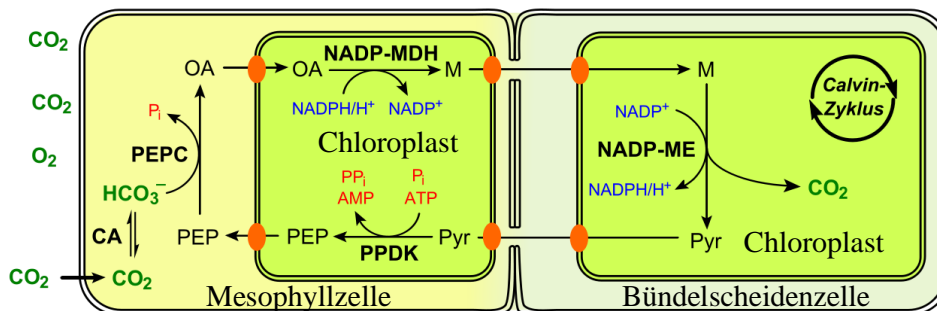 CO₂
CO₂
O₂
CO₂
OA
OA
NADP-MDH
M
NADPH/H⁺
NADP⁺
Chloroplast
Pᵢ
PEPC
HCO₃⁻
CA
CO₂
PEP
PEP
PPᵢ
AMP
Pᵢ
ATP
PPDK
Pyr
Mesophyllzelle
M
NADP⁺
NADP-ME
NADPH/H⁺
CO₂
Pyr
Calvin-
Zyklus
Chloroplast
Bündelscheidenzelle